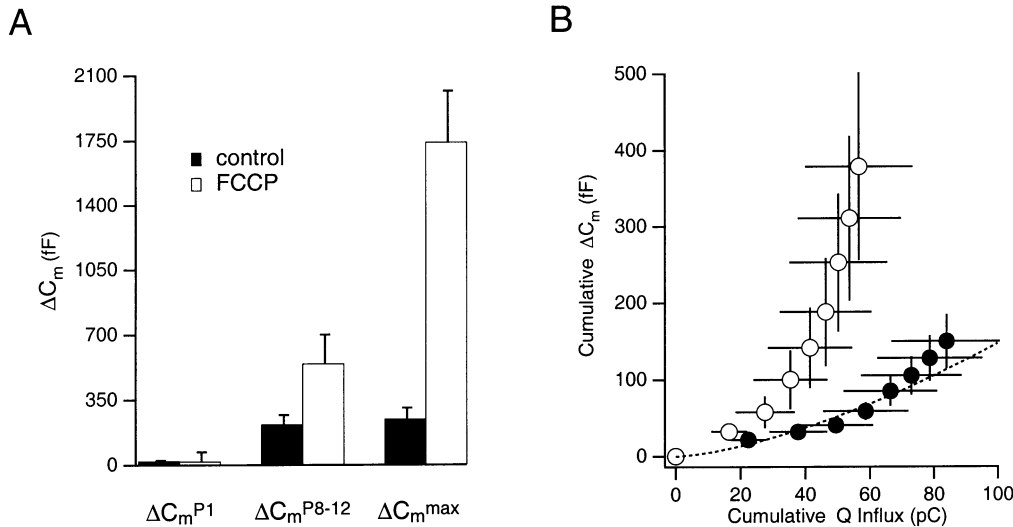 A
2100
1750
1400
1050
700
350
0
ΔCm (fF)
control
FCCP
ΔCmP1
ΔCmP8-12
ΔCmmax
B
500
400
300
200
100
0
Cumulative ΔCm (fF)
0
20
40
60
80
100
Cumulative Q Influx (pC)